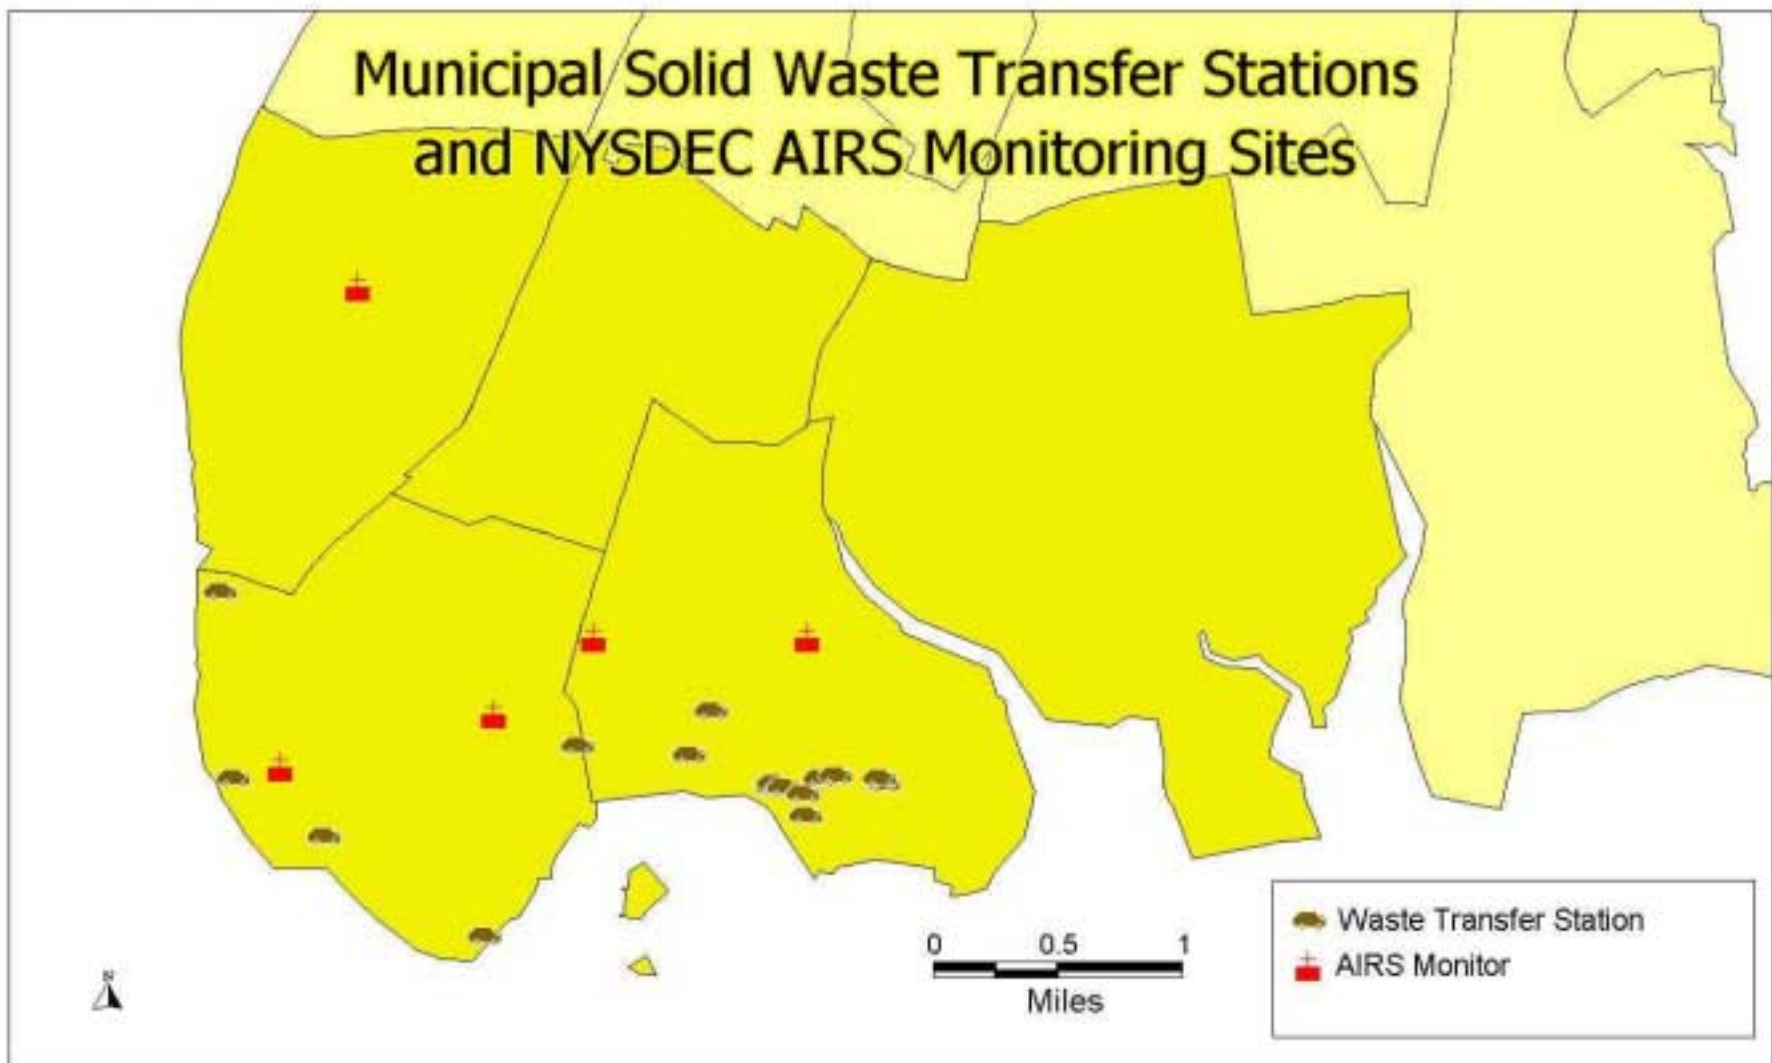 Municipal Solid Waste Transfer Stations
and NYSDEC AIRS Monitoring Sites
0 0.5 1
Miles
Waste Transfer Station
AIRS Monitor
N